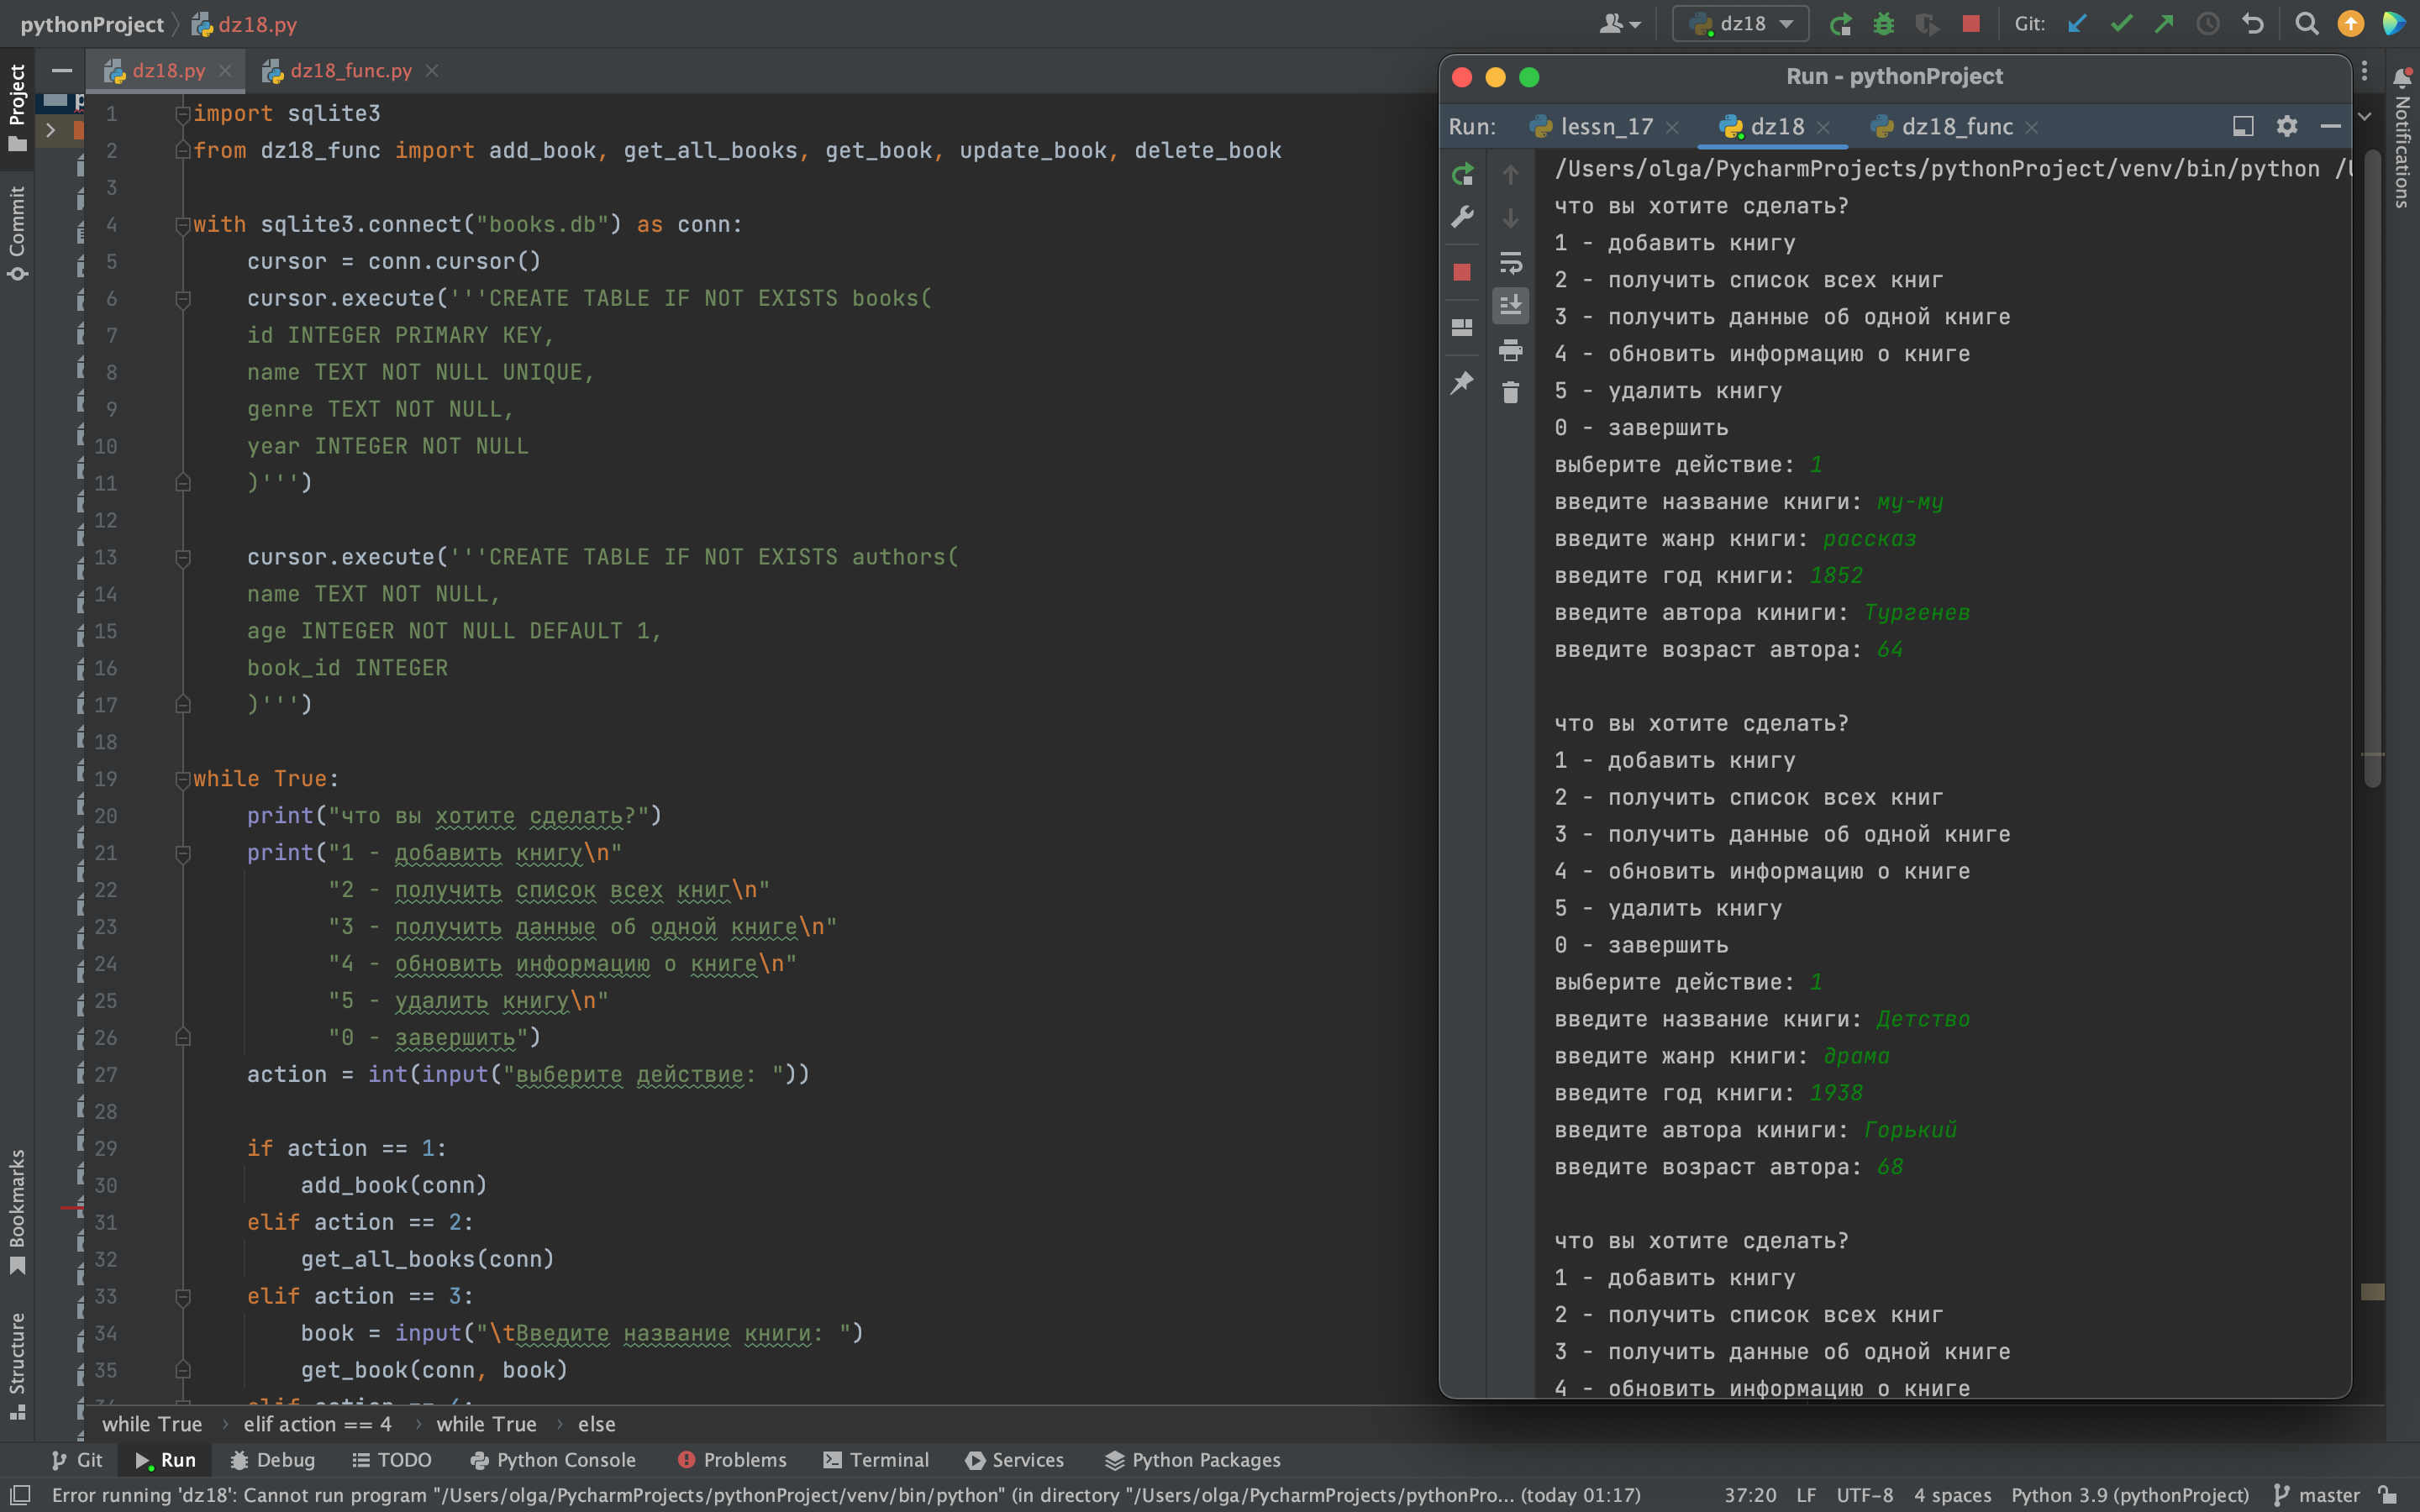 pythonProject
dz18.py
dz18
Git:
Project
Commit
Bookmarks
Structure
Notifications
dz18.py
dz18_func.py
1 import sqlite3
2 from dz18_func import add_book, get_all_books, get_book, update_book, delete_book
3
4 with sqlite3.connect("books.db") as conn:
5 cursor = conn.cursor()
6 cursor.execute('''CREATE TABLE IF NOT EXISTS books(
7 id INTEGER PRIMARY KEY,
8 name TEXT NOT NULL UNIQUE,
9 genre TEXT NOT NULL,
10 year INTEGER NOT NULL
11 )''')
12
13 cursor.execute('''CREATE TABLE IF NOT EXISTS authors(
14 name TEXT NOT NULL,
15 age INTEGER NOT NULL DEFAULT 1,
16 book_id INTEGER
17 )''')
18
19 while True:
20 print("что вы хотите сделать?")
21 print("1 - добавить книгу\n"
22 "2 - получить список всех книг\n"
23 "3 - получить данные об одной книге\n"
24 "4 - обновить информацию о книге\n"
25 "5 - удалить книгу\n"
26 "0 - завершить")
27 action = int(input("выберите действие: "))
28
29 if action == 1:
30 add_book(conn)
31 elif action == 2:
32 get_all_books(conn)
33 elif action == 3:
34 book = input("\tВведите название книги: ")
35 get_book(conn, book)
while True
elif action == 4
while True
else
Run - pythonProject
Run:
lessn_17
dz18
dz18_func
/Users/olga/PycharmProjects/pythonProject/venv/bin/python
что вы хотите сделать?
1 - добавить книгу
2 - получить список всех книг
3 - получить данные об одной книге
4 - обновить информацию о книге
5 - удалить книгу
0 - завершить
выберите действие: 1
введите название книги: му-му
введите жанр книги: рассказ
введите год книги: 1852
введите автора киниги: Тургенев
введите возраст автора: 64
что вы хотите сделать?
1 - добавить книгу
2 - получить список всех книг
3 - получить данные об одной книге
4 - обновить информацию о книге
5 - удалить книгу
0 - завершить
выберите действие: 1
введите название книги: Детство
введите жанр книги: драма
введите год книги: 1938
введите автора киниги: Горький
введите возраст автора: 68
что вы хотите сделать?
1 - добавить книгу
2 - получить список всех книг
3 - получить данные об одной книге
4 - обновить информацию о книге
Git
Run
Debug
TODO
Python Console
Problems
Terminal
Services
Python Packages
Error running 'dz18': Cannot run program "/Users/olga/PycharmProjects/pythonProject/venv/bin/python" (in directory "/Users/olga/PycharmProjects/pythonPro... (today 01:17)
37:20
LF
UTF-8
4 spaces
Python 3.9 (pythonProject)
master